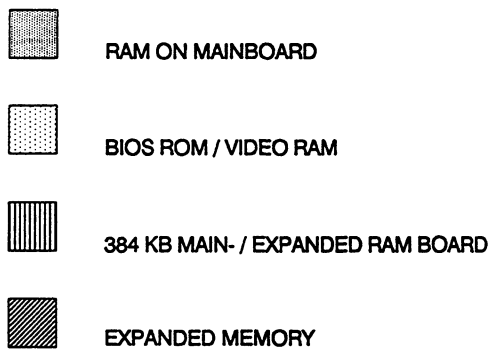 RAM ON MAINBOARD
BIOS ROM / VIDEO RAM
384 KB MAIN- / EXPANDED RAM BOARD
EXPANDED MEMORY